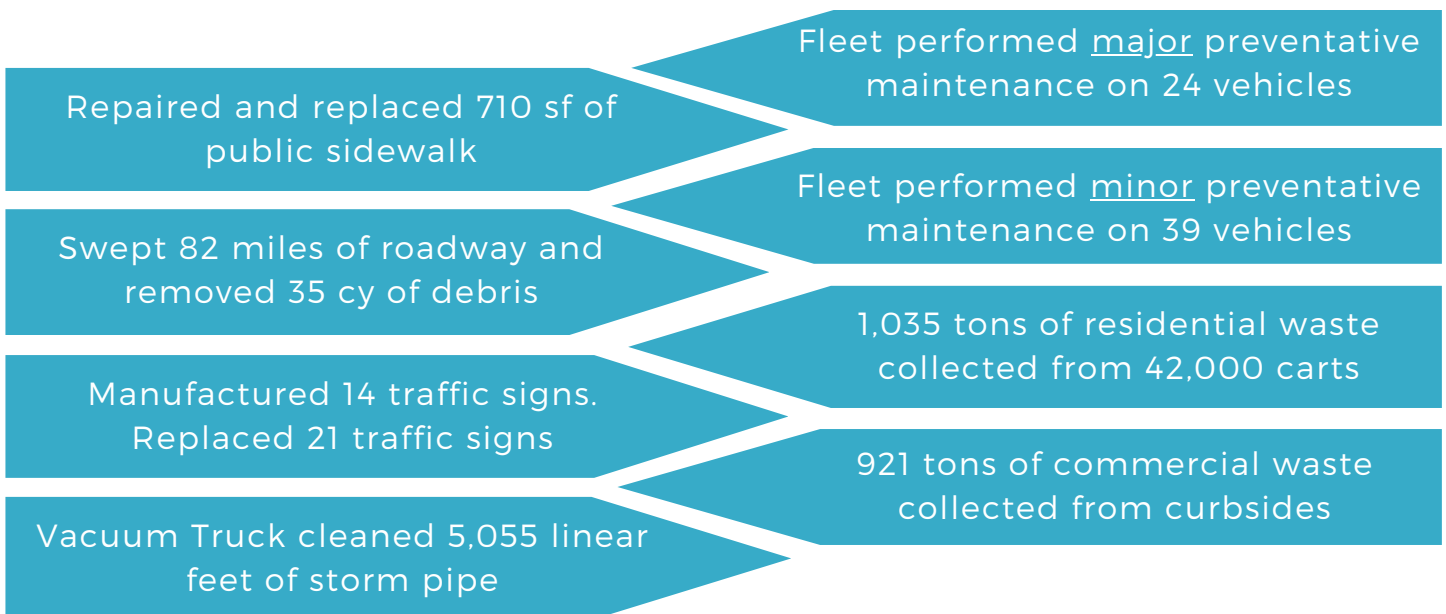 Repaired and replaced 710 sf of
public sidewalk
Swept 82 miles of roadway and
removed 35 cy of debris
Manufactured 14 traffic signs.
Replaced 21 traffic signs
Vacuum Truck cleaned 5,055 linear
feet of storm pipe
Fleet performed major preventative
maintenance on 24 vehicles
Fleet performed minor preventative
maintenance on 39 vehicles
1,035 tons of residential waste
collected from 42,000 carts
921 tons of commercial waste
collected from curbsides